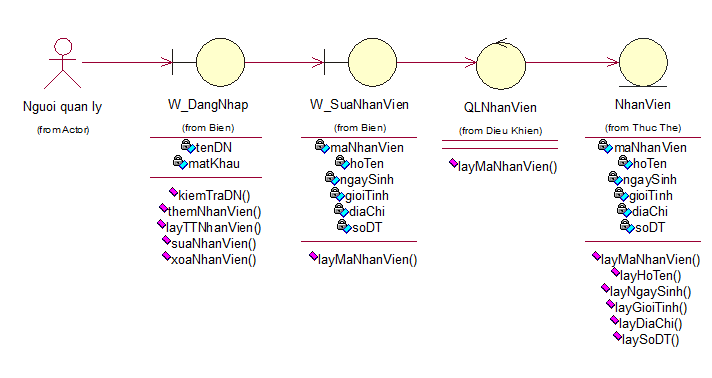 Nguoi quan ly
(from Actor)
W_DangNhap
(from Bien)
tenDN
matKhau
kiemTraDN()
themNhanVien()
layTTNhanVien()
suaNhanVien()
xoaNhanVien()
W_SuaNhanVien
(from Bien)
maNhanVien
hoTen
ngaySinh
gioiTinh
diaChi
soDT
layMaNhanVien()
QLNhanVien
(from Dieu Khien)
layMaNhanVien()
NhanVien
(from Thuc The)
maNhanVien
hoTen
ngaySinh
gioiTinh
diaChi
soDT
layMaNhanVien()
layHoTen()
layNgaySinh()
layGioiTinh()
layDiaChi()
laySoDT()